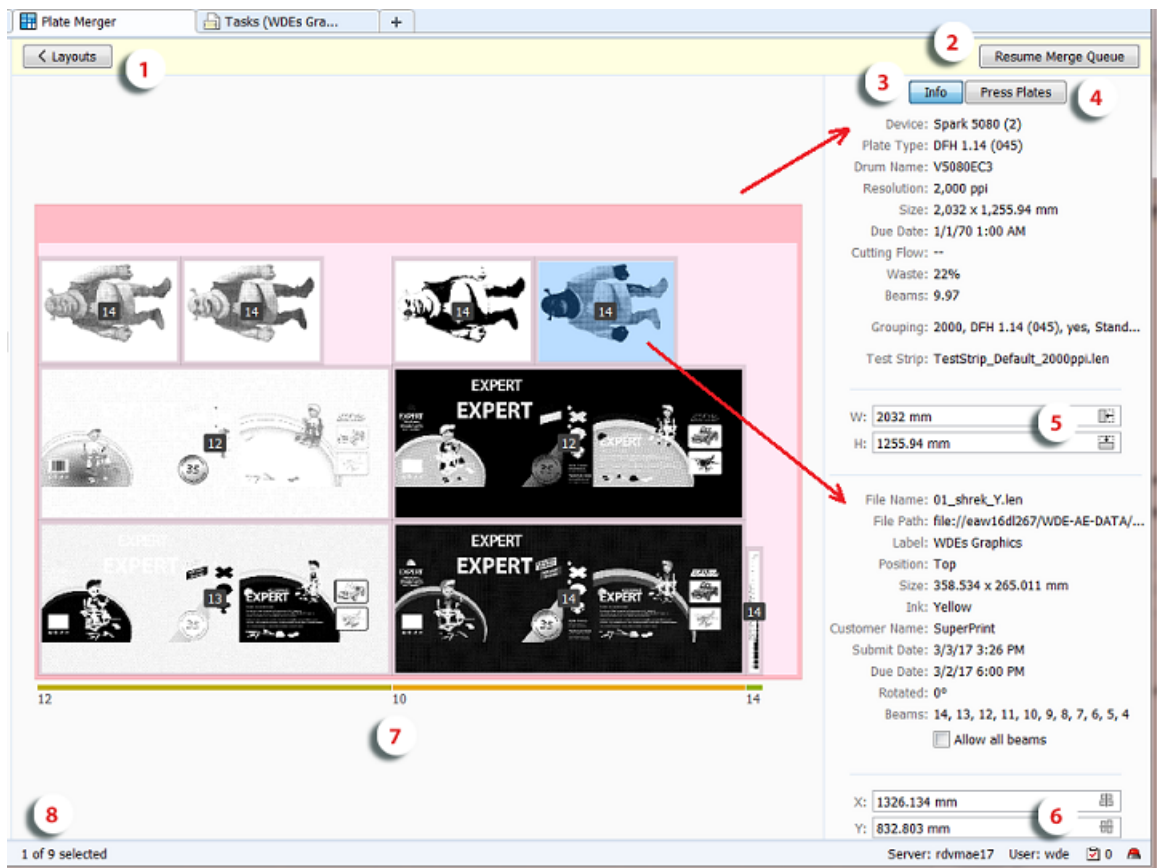 Plate Merger
Tasks (WDEs Gra...
+
< Layouts
1
2
Resume Merge Queue
3
Info
Press Plates
4
Device: Spark 5080 (2)
Plate Type: DFH 1.14 (045)
Drum Name: V5080EC3
Resolution: 2,000 ppi
Size: 2,032 x 1,255.94 mm
Due Date: 1/1/70 1:00 AM
Cutting Flow: --
Waste: 22%
Beams: 9.97
Grouping: 2000, DFH 1.14 (045), yes, Stand...
Test Strip: TestStrip_Default_2000ppi.len
W: 2032 mm
5
H: 1255.94 mm
File Name: 01_shrek_Y.len
File Path: file://eaw16dl267/WDE-AE-DATA/...
Label: WDEs Graphics
Position: Top
Size: 358.534 x 265.011 mm
Ink: Yellow
Customer Name: SuperPrint
Submit Date: 3/3/17 3:26 PM
Due Date: 3/2/17 6:00 PM
Rotated: 0°
Beams: 14, 13, 12, 11, 10, 9, 8, 7, 6, 5, 4
Allow all beams
X: 1326.134 mm
Y: 832.803 mm
6
14
14
14
14
EXPERT
EXPERT
EXPERT
12
12
35
35
EXPERT
EXPERT
EXPERT
EXPERT
EXPERT
EXPERT
13
14
14
35
35
12
10
14
7
8
1 of 9 selected
Server: rdvmae17
User: wde
0